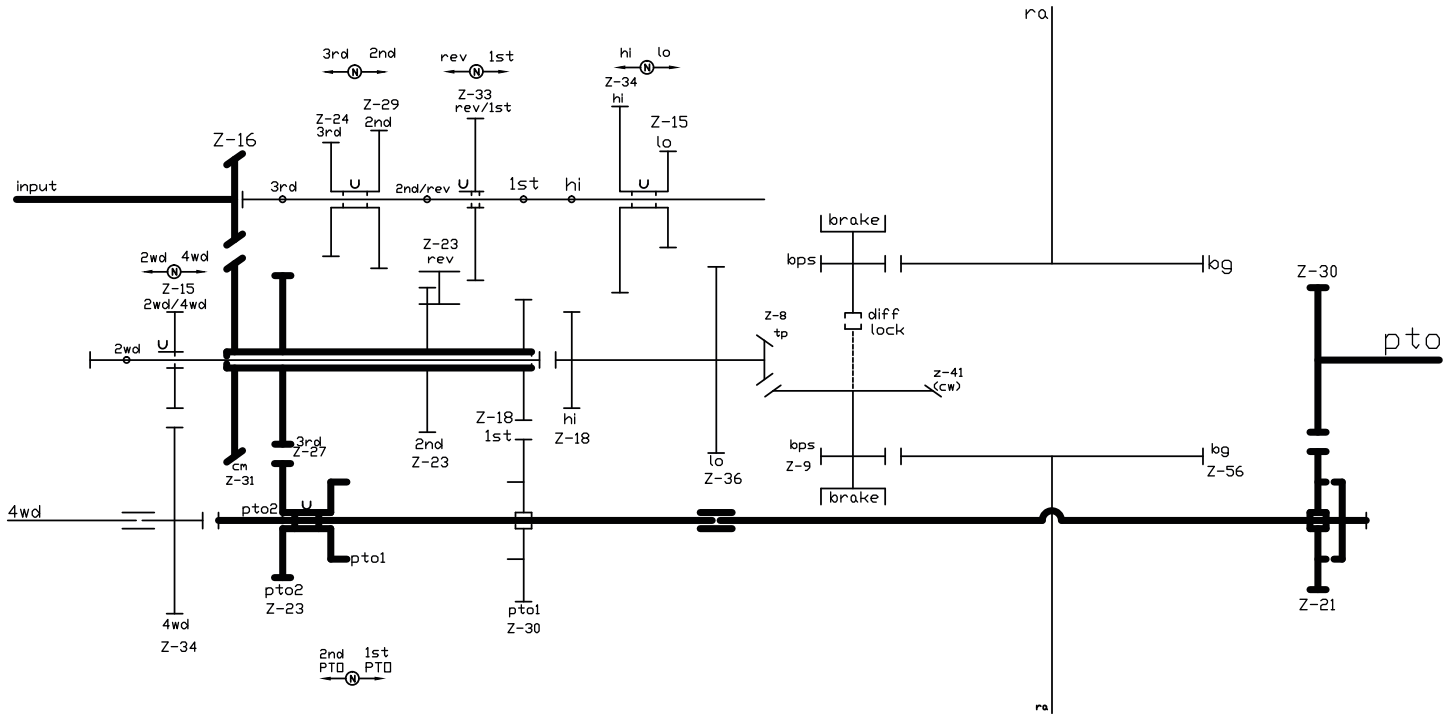 ra
3rd 2nd
N
rev 1st
N
hi lo
N
Z-34
hi
Z-33
rev/1st
Z-24
3rd
Z-29
2nd
Z-15
lo
Z-16
input
3rd
U
2nd/rev
U
1st
hi
U
brake
bps
bg
Z-23
rev
2wd 4wd
N
Z-15
2wd/4wd
Z-30
diff
lock
Z-8
tp
pto
U
2wd
z-41
(cw)
Z-18
1st
hi
Z-18
3rd
Z-27
2nd
Z-23
bps
Z-9
bg
Z-56
lo
Z-36
cm
Z-31
brake
4wd
pto2
U
pto1
pto2
Z-23
pto1
Z-30
Z-21
4wd
Z-34
2nd 1st
PTO PTO
N
ra